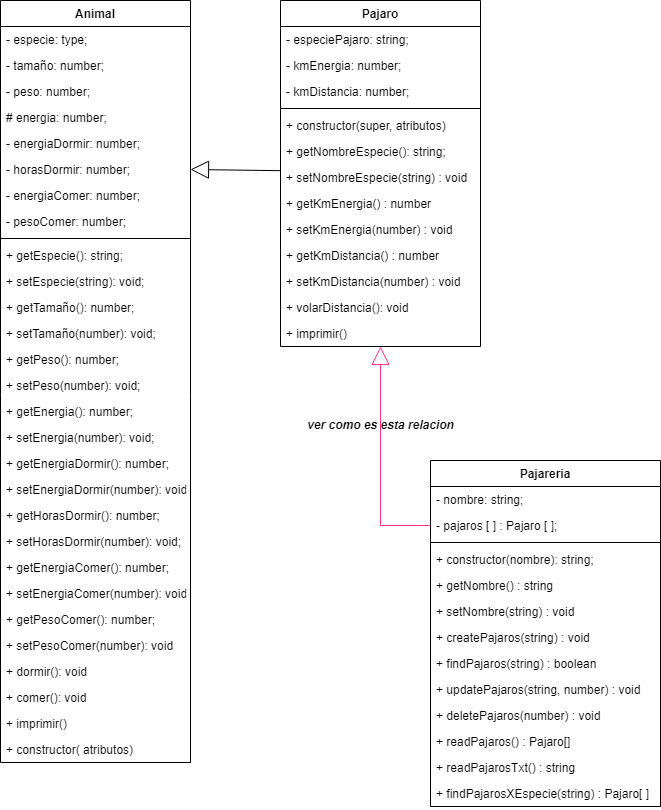 Animal
- especie: type;
- tamaño: number;
- peso: number;
# energia: number;
- energiaDormir: number;
- horasDormir: number;
- energiaComer: number;
- pesoComer: number;
+ getEspecie(): string;
+ setEspecie(string): void;
+ getTamaño(): number;
+ setTamaño(number): void;
+ getPeso(): number;
+ setPeso(number): void;
+ getEnergia(): number;
+ setEnergia(number): void;
+ getEnergiaDormir(): number;
+ setEnergiaDormir(number): void
+ getHorasDormir(): number;
+ setHorasDormir(number): void;
+ getEnergiaComer(): number;
+ setEnergiaComer(number): void
+ getPesoComer(): number;
+ setPesoComer(number): void
+ dormir(): void
+ comer(): void
+ imprimir()
+ constructor( atributos)
Pajaro
- especiePajaro: string;
- kmEnergia: number;
- kmDistancia: number;
+ constructor(super, atributos)
+ getNombreEspecie(): string;
+ setNombreEspecie(string) : void
+ getKmEnergia() : number
+ setKmEnergia(number) : void
+ getKmDistancia() : number
+ setKmDistancia(number) : void
+ volarDistancia(): void
+ imprimir()
ver como es esta relacion
Pajareria
- nombre: string;
- pajaros [ ] : Pajaro [ ];
+ constructor(nombre): string;
+ getNombre() : string
+ setNombre(string) : void
+ createPajaros(string) : void
+ findPajaros(string) : boolean
+ updatePajaros(string, number) : void
+ deletePajaros(number) : void
+ readPajaros() : Pajaro[]
+ readPajarosTxt() : string
+ findPajarosXEspecie(string) : Pajaro[ ]